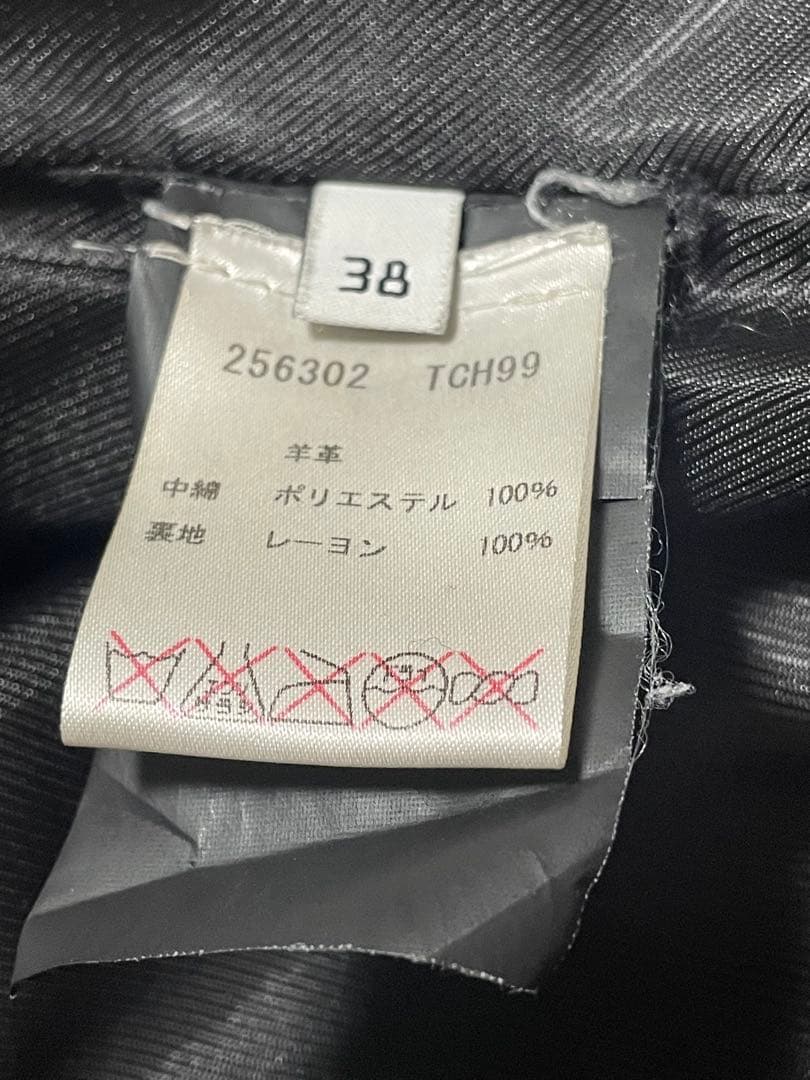 38
256302 TCH99
羊革
中綿 ポリエステル 100%
裏地 レーヨン 100%